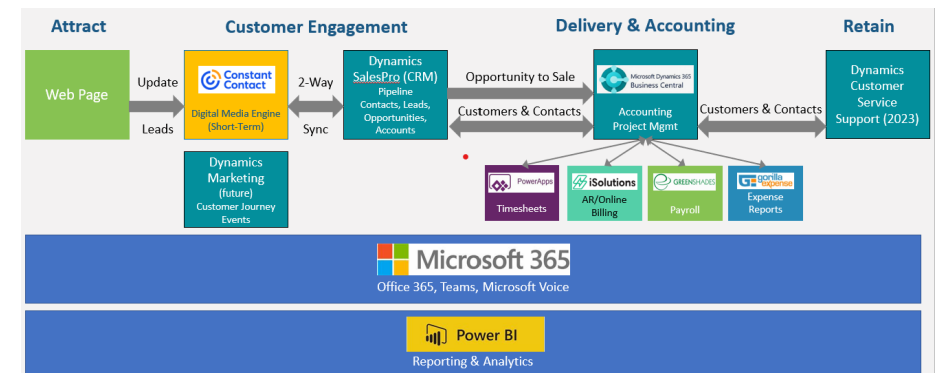 Attract
Customer Engagement
Delivery & Accounting
Retain
Web Page
Update
Leads
Constant
Contact
Digital Media Engine
(Short-Term)
2-Way
Sync
Dynamics
SalesPro (CRM)
Pipeline
Contacts, Leads,
Opportunities,
Accounts
Opportunity to Sale
Customers & Contacts
Microsoft Dynamics 365
Business Central
Accounting
Project Mgmt
Customers & Contacts
Dynamics
Customer
Service
Support (2023)
Dynamics
Marketing
(future)
Customer Journey
Events
PowerApps
Timesheets
iSolutions
AR/Online
Billing
GREENSHADES
Payroll
gorilla
expense
Expense
Reports
Microsoft 365
Office 365, Teams, Microsoft Voice
Power BI
Reporting & Analytics